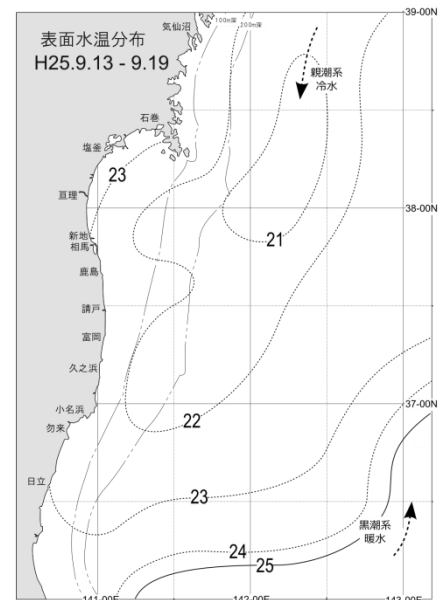 表面水温分布
H25.9.13 - 9.19
39-00N
気仙沼
100m深
200m深
親潮系
冷水
石巻
塩釜
23
亘理
38-00N
新地
相馬
21
鹿島
請戸
富岡
久之浜
小名浜
37-00N
勿来
22
日立
23
黒潮系
暖水
24
25
141-00E
142-00E
143-00E